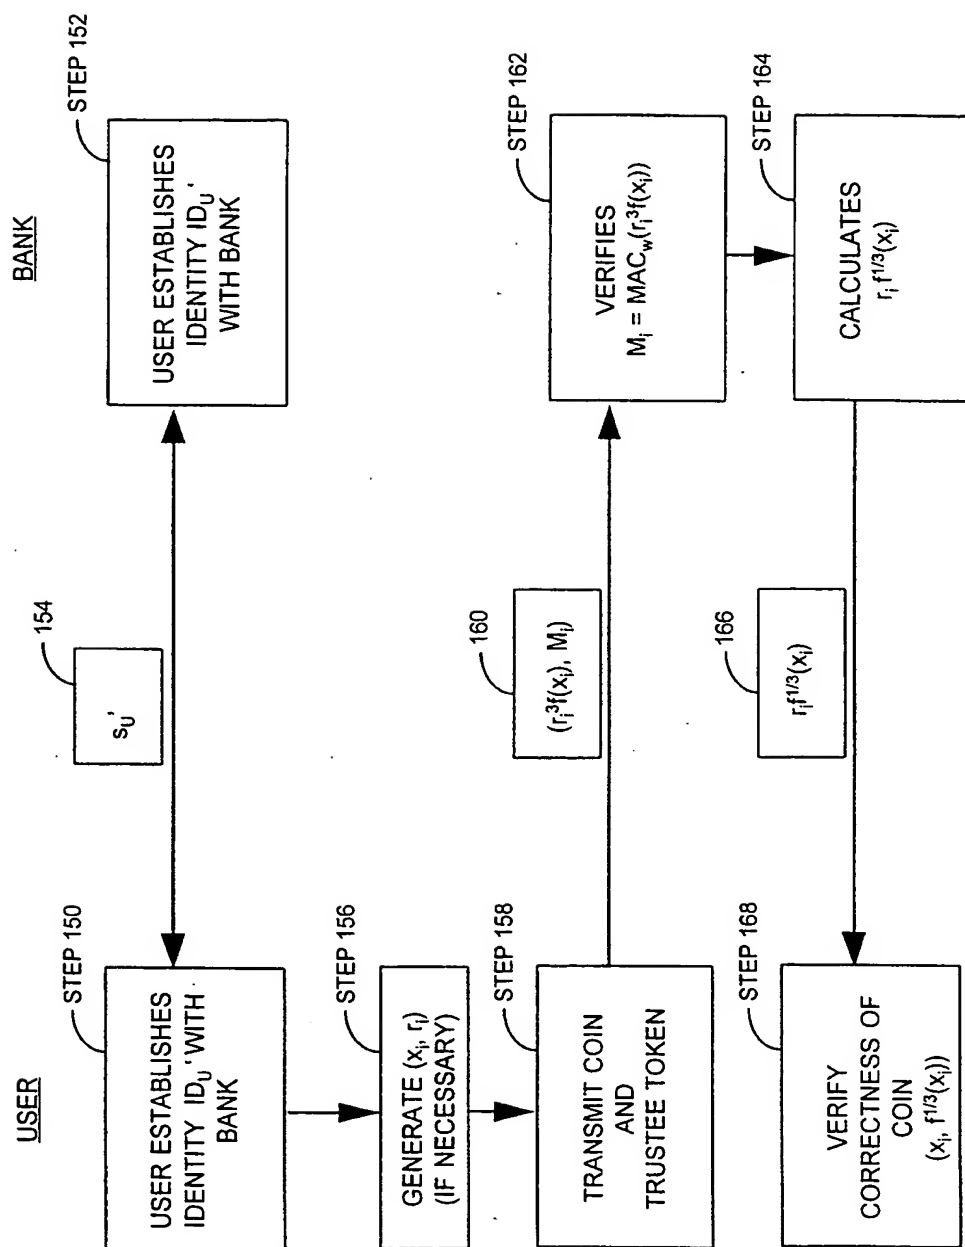 USER
BANK
STEP 150
USER ESTABLISHES
IDENTITY ID_U' WITH
BANK
154
s_U'
STEP 152
USER ESTABLISHES
IDENTITY ID_U'
WITH BANK
STEP 156
GENERATE (x_i, r_i)
(IF NECESSARY)
STEP 158
TRANSMIT COIN
AND
TRUSTEE TOKEN
160
(r_i^3f(x_i), M_i)
STEP 162
VERIFIES
M_i = MAC_w(r_i^3f(x_i))
STEP 164
CALCULATES
r_i f^1/3(x_i)
166
r_i f^1/3(x_i)
STEP 168
VERIFY
CORRECTNESS OF
COIN
(x_i, f^1/3(x_i))